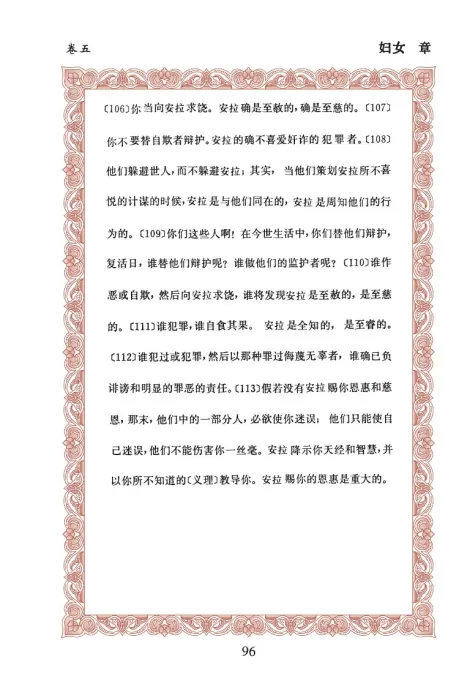 卷五
妇女 章
〔106〕你当向安拉求饶。安拉确是至赦的,确是至慈的。〔107〕
你不要替自欺者辩护。安拉的确不喜爱奸诈的犯罪者。〔108〕
他们躲避世人,而不躲避安拉;其实,当他们策划安拉所不喜
悦的计谋的时候,安拉是与他们同在的,安拉是周知他们的行
为的。〔109〕你们这些人啊!在今世生活中,你们替他们辩护,
复活日,谁替他们辩护呢?谁做他们的监护者呢?〔110〕谁作
恶或自欺,然后向安拉求饶,谁将发现安拉是至赦的,是至慈
的。〔111〕谁犯罪,谁自食其果。安拉是全知的,是至睿的。
〔112〕谁犯过或犯罪,然后以那种罪过侮蔑无辜者,谁确已负
诽谤和明显的罪恶的责任。〔113〕假若没有安拉赐你恩惠和慈
恩,那末,他们中的一部分人,必欲使你迷误;他们只能使自
己迷误,他们不能伤害你一丝毫。安拉降示你天经和智慧,并
以你所不知道的〔义理〕教导你。安拉赐你的恩惠是重大的。
96